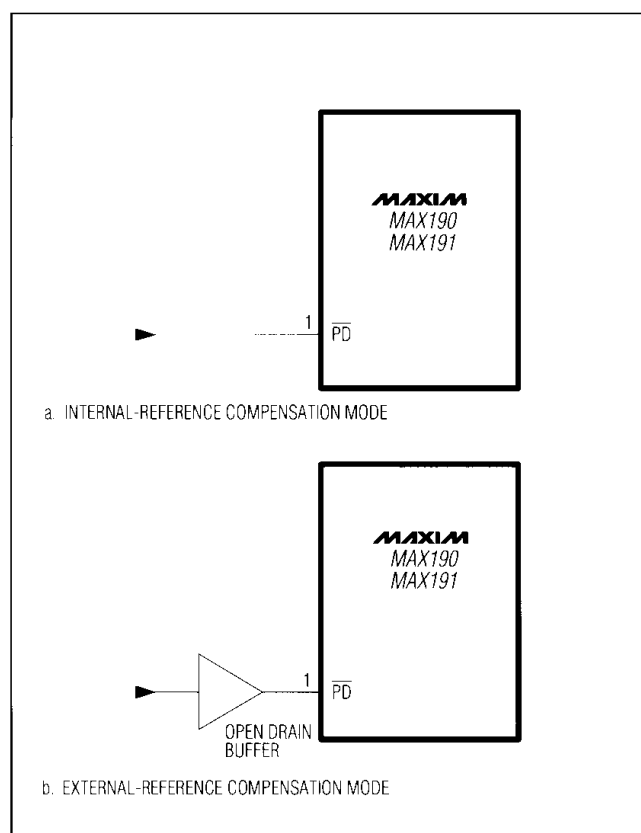 MAXIM
MAX190
MAX191
1
PD
a. INTERNAL-REFERENCE COMPENSATION MODE
MAXIM
MAX190
MAX191
1
PD
OPEN DRAIN
BUFFER
b. EXTERNAL-REFERENCE COMPENSATION MODE